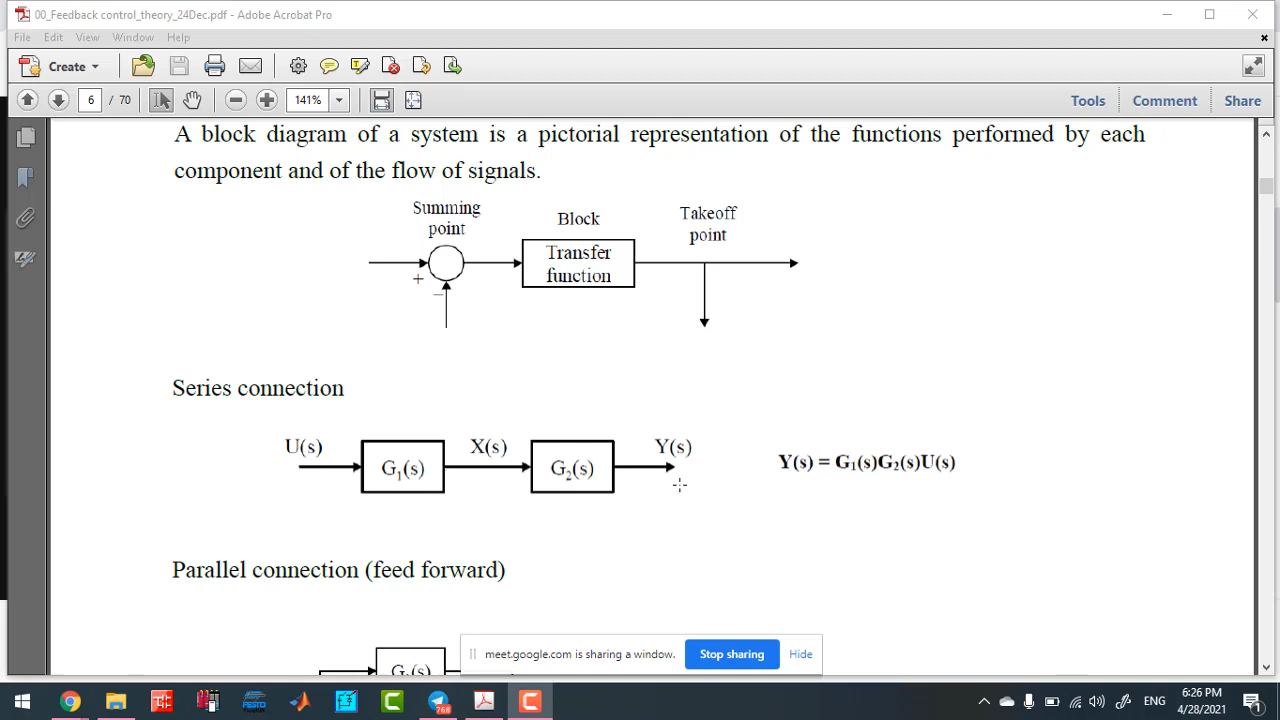 00_Feedback control_theory_24Dec.pdf - Adobe Acrobat Pro
File Edit View Window Help
Create
6 / 70 141% Tools Comment Share
A block diagram of a system is a pictorial representation of the functions performed by each
component and of the flow of signals.
Summing
point
Block
Takeoff
point
Transfer
function
+
−
Series connection
U(s) G₁(s) X(s) G₂(s) Y(s)
Y(s) = G₁(s)G₂(s)U(s)
Parallel connection (feed forward)
meet.google.com is sharing a window. Stop sharing Hide
768
ENG
6:26 PM
4/28/2021
1